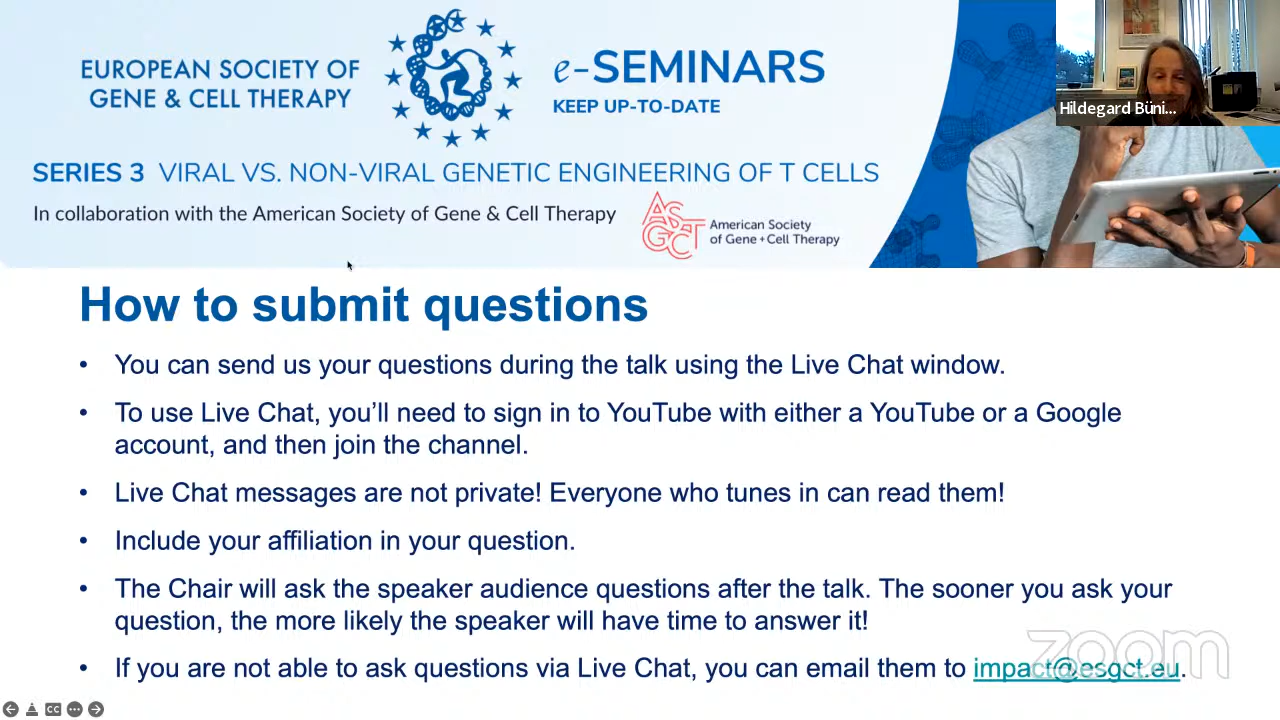 EUROPEAN SOCIETY OF
GENE & CELL THERAPY
e-SEMINARS
KEEP UP-TO-DATE
Hildegard Büni...
SERIES 3 VIRAL VS. NON-VIRAL GENETIC ENGINEERING OF T CELLS
In collaboration with the American Society of Gene & Cell Therapy
ASGCT
American Society
of Gene + Cell Therapy
How to submit questions
• You can send us your questions during the talk using the Live Chat window.
• To use Live Chat, you’ll need to sign in to YouTube with either a YouTube or a Google
account, and then join the channel.
• Live Chat messages are not private! Everyone who tunes in can read them!
• Include your affiliation in your question.
• The Chair will ask the speaker audience questions after the talk. The sooner you ask your
question, the more likely the speaker will have time to answer it!
• If you are not able to ask questions via Live Chat, you can email them to impact@esgct.eu.
zoom
CC